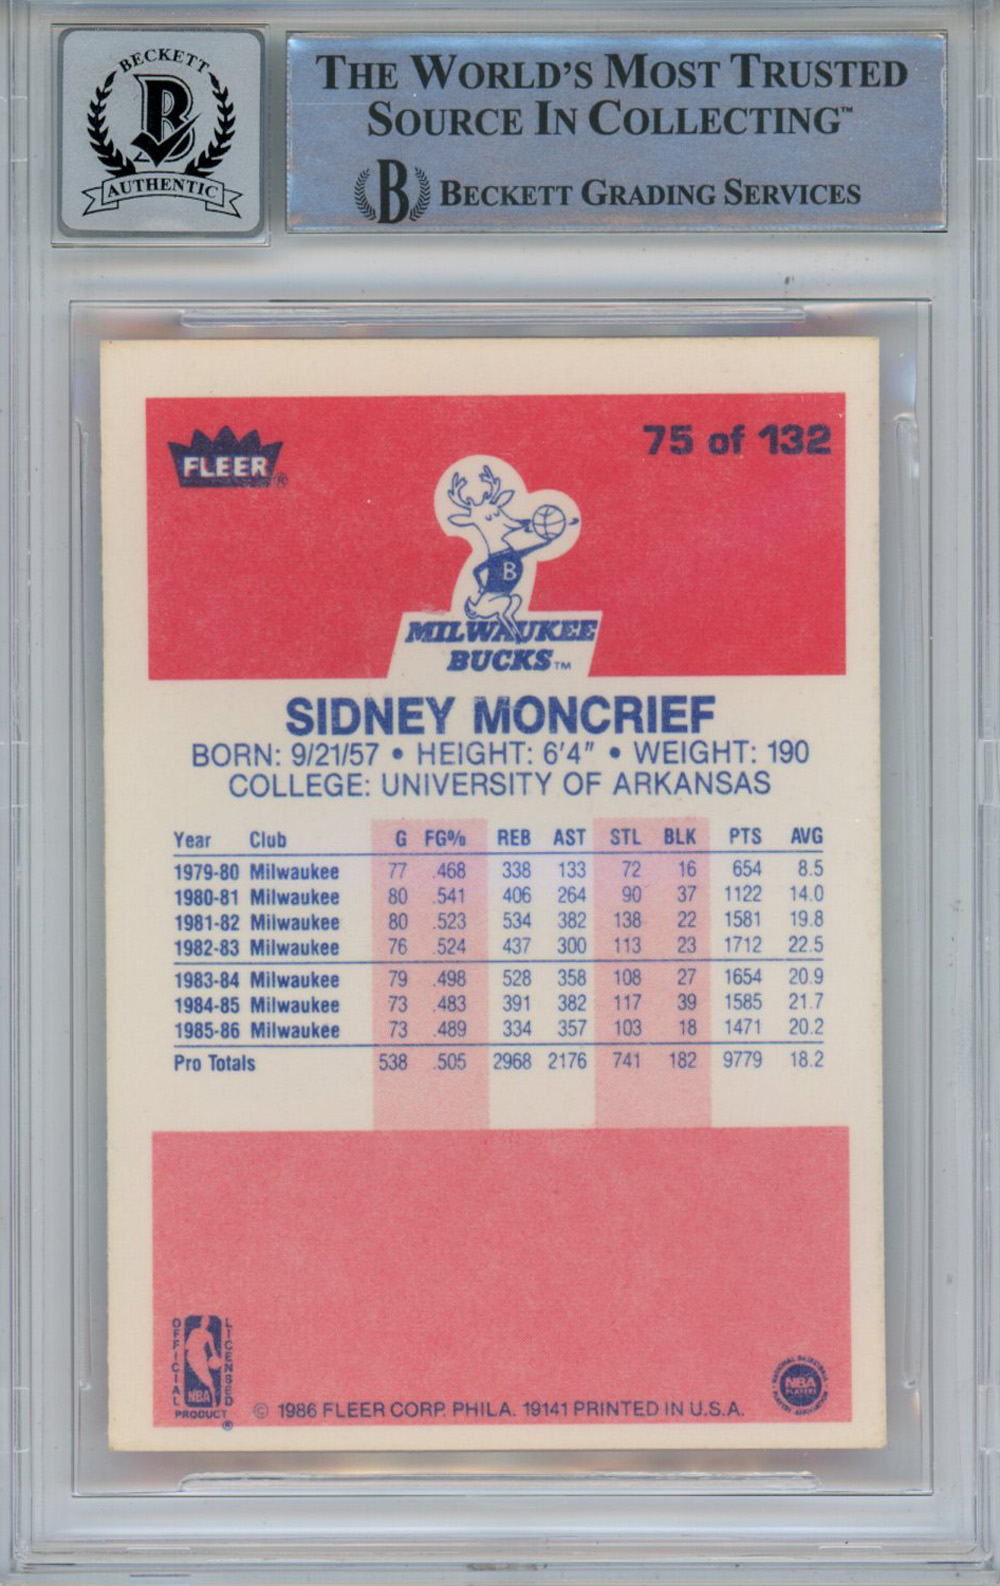 BECKETT
B
AUTHENTIC
THE WORLD'S MOST TRUSTED
SOURCE IN COLLECTING™
B BECKETT GRADING SERVICES
FLEER®
75 of 132
B
MILWAUKEE
BUCKS™
SIDNEY MONCRIEF
BORN: 9/21/57 • HEIGHT: 6'4" • WEIGHT: 190
COLLEGE: UNIVERSITY OF ARKANSAS
Year Club G FG% REB AST STL BLK PTS AVG
1979-80 Milwaukee 77 .468 338 133 72 16 654 8.5
1980-81 Milwaukee 80 .541 406 264 90 37 1122 14.0
1981-82 Milwaukee 80 .523 534 382 138 22 1581 19.8
1982-83 Milwaukee 76 .524 437 300 113 23 1712 22.5
1983-84 Milwaukee 79 .498 528 358 108 27 1654 20.9
1984-85 Milwaukee 73 .483 391 382 117 39 1585 21.7
1985-86 Milwaukee 73 .489 334 357 103 18 1471 20.2
Pro Totals 538 .505 2968 2176 741 182 9779 18.2
OFFICIAL
LICENSED
NBA
PRODUCT
®
© 1986 FLEER CORP. PHILA. 19141 PRINTED IN U.S.A.
NATIONAL BASKETBALL
NBA
PLAYERS
PLAYERS ASSOCIATION